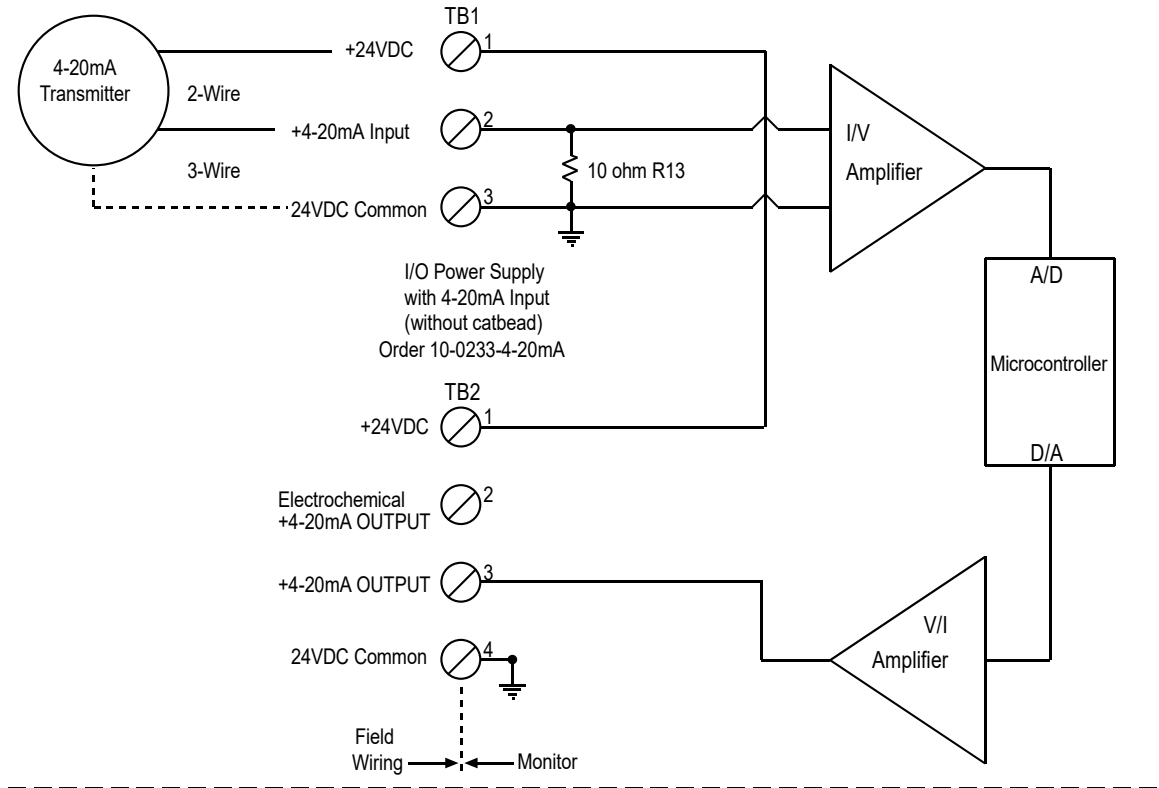 TB1
4-20mA
Transmitter
+24VDC
1
2-Wire
+4-20mA Input
2
3-Wire
10 ohm R13
24VDC Common
3
I/V
Amplifier
I/O Power Supply
with 4-20mA Input
(without catbead)
Order 10-0233-4-20mA
A/D
Microcontroller
D/A
TB2
+24VDC
1
Electrochemical
+4-20mA OUTPUT
2
+4-20mA OUTPUT
3
V/I
Amplifier
24VDC Common
4
Field
Wiring
Monitor